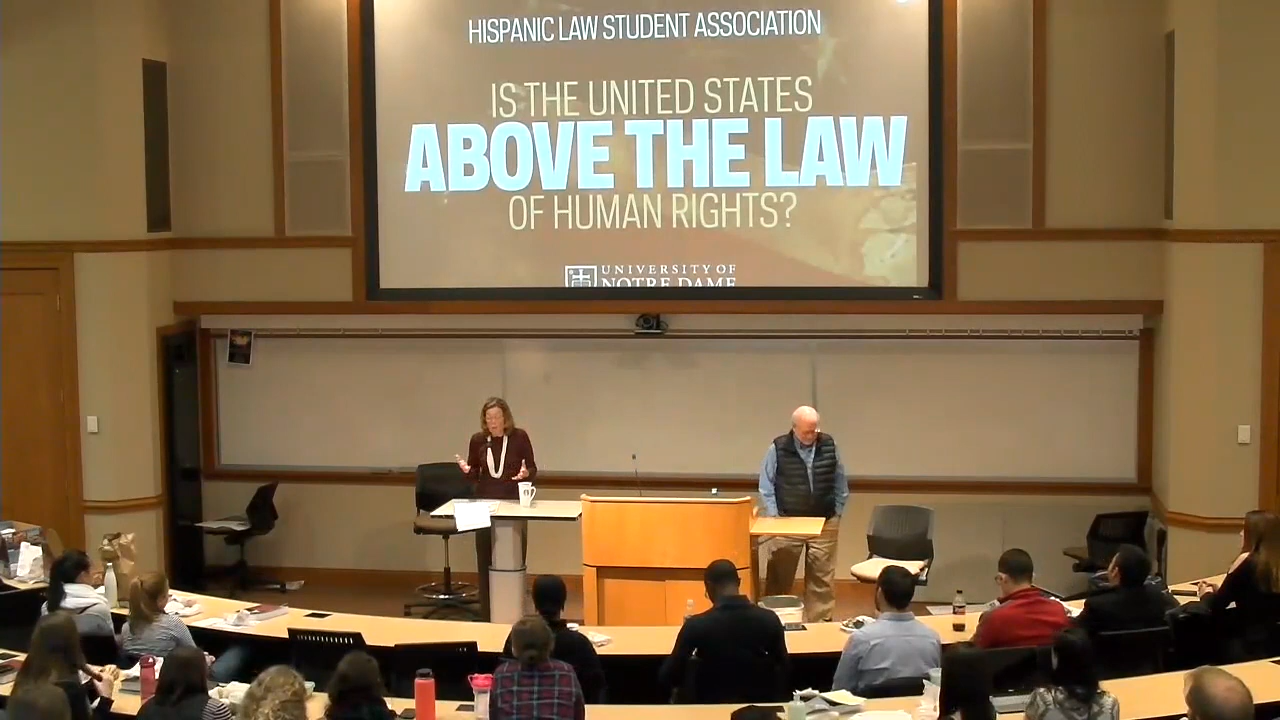 HISPANIC LAW STUDENT ASSOCIATION
IS THE UNITED STATES
ABOVE THE LAW
OF HUMAN RIGHTS?
UNIVERSITY OF
NOTRE DAME